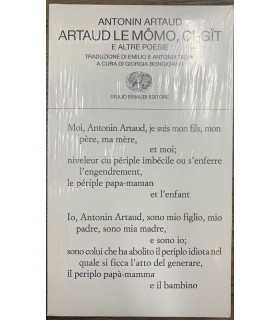 ANTONIN ARTAUD
ARTAUD LE MÔMO, CI-GÎT
E ALTRE POESIE
TRADUZIONE DI EMILIO E ANTONIA
A CURA DI GIORGIA BONGIORNO
GIULIO EINAUDI EDITORE
Moi, Antonin Artaud, je suis mon fils, mon
père, ma mère,
et moi;
niveleur du périple imbécile ou s'enferre
l'engendrement,
le périple papa-maman
et l'enfant
Io, Antonin Artaud, sono mio figlio, mio
padre, sono mia madre,
e sono io;
sono colui che ha abolito il periplo idiota nel
quale si ficca l'atto del generare,
il periplo papà-mamma
e il bambino